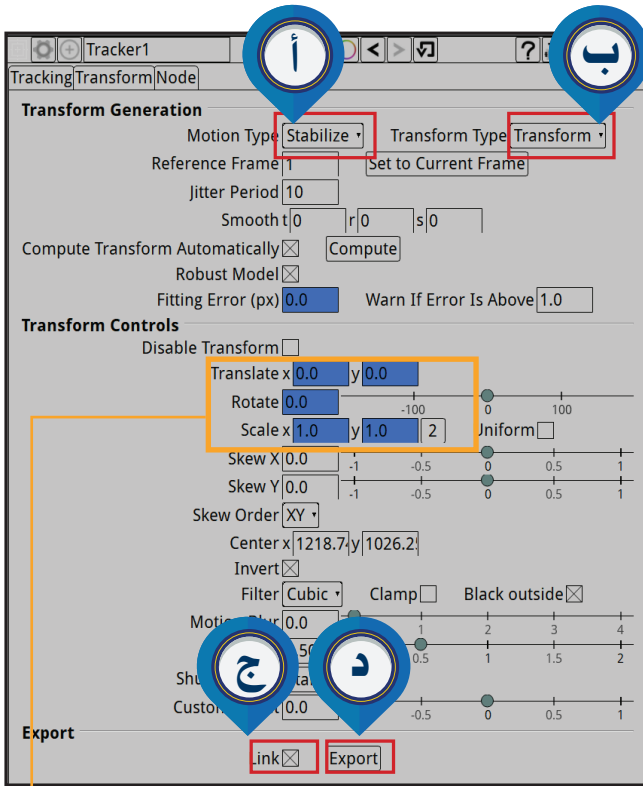 أ
ب
Tracker1
?
Tracking Transform Node
Transform Generation
Motion Type Stabilize Transform Type Transform
Reference Frame 1 Set to Current Frame
Jitter Period 10
Smooth t 0 r 0 s 0
Compute Transform Automatically Compute
Robust Model
Fitting Error (px) 0.0 Warn If Error Is Above 1.0
Transform Controls
Disable Transform
Translate x 0.0 y 0.0
Rotate 0.0 -100 0 100
Scale x 1.0 y 1.0 2 Uniform
Skew X 0.0 -1 -0.5 0 0.5 1
Skew Y 0.0 -1 -0.5 0 0.5 1
Skew Order XY
Center x 1218.74 y 1026.25
Invert
Filter Cubic Clamp Black outside
0.0 1 2 3 4
0.5 1 1.5 2
ج
د
0.0 -0.5 0 0.5 1
Export
Link Export